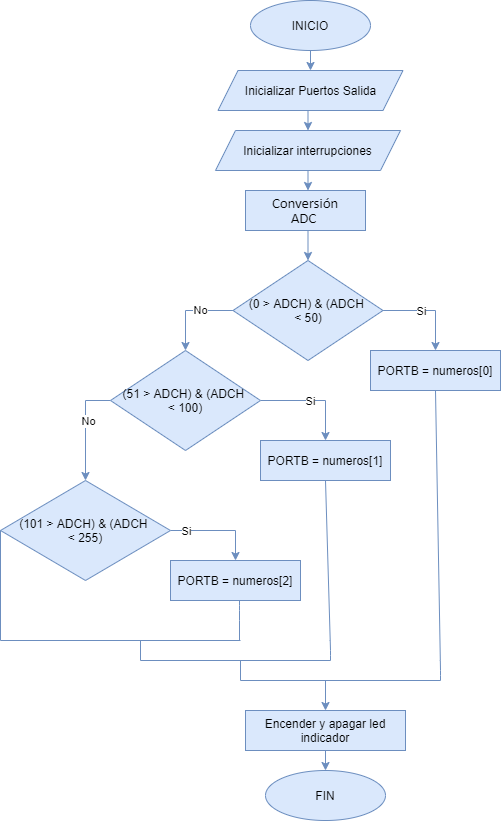 INICIO
Inicializar Puertos Salida
Inicializar interrupciones
Conversión
ADC
(0 > ADCH) & (ADCH
< 50)
No
Si
PORTB = numeros[0]
(51 > ADCH) & (ADCH
< 100)
No
Si
PORTB = numeros[1]
(101 > ADCH) & (ADCH
< 255)
Si
PORTB = numeros[2]
Encender y apagar led
indicador
FIN